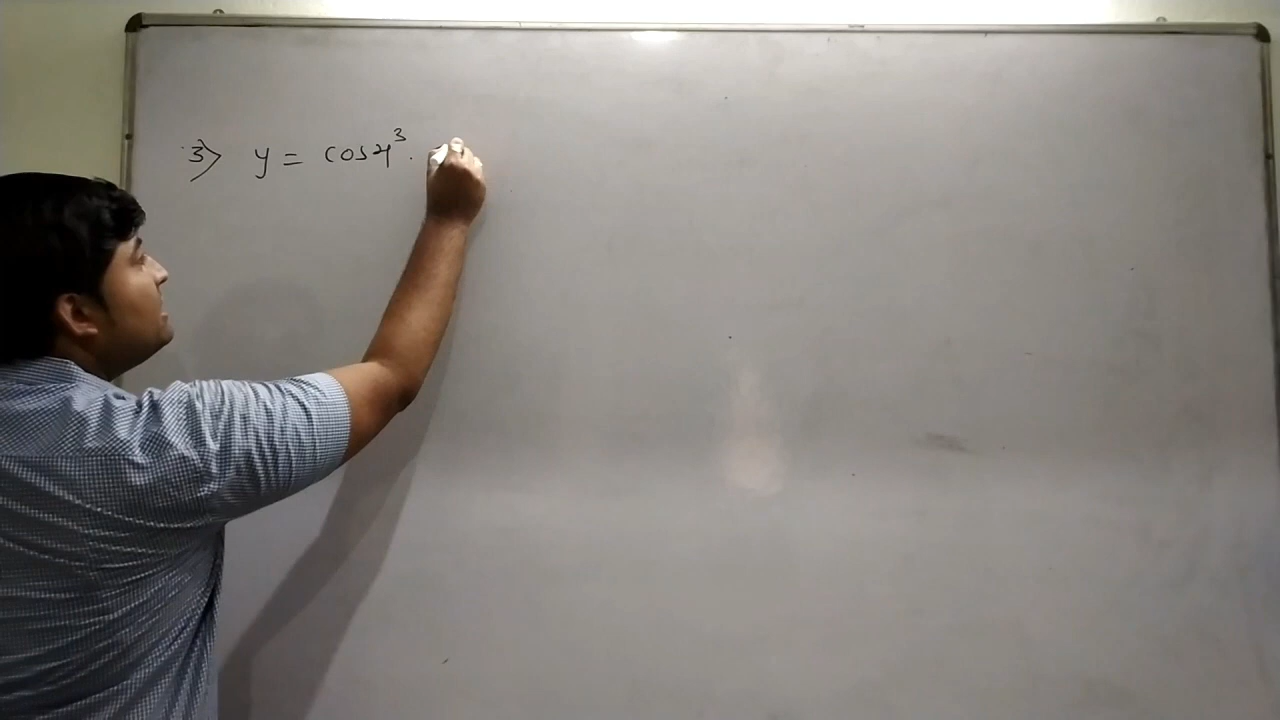 3> y = cos x³ .